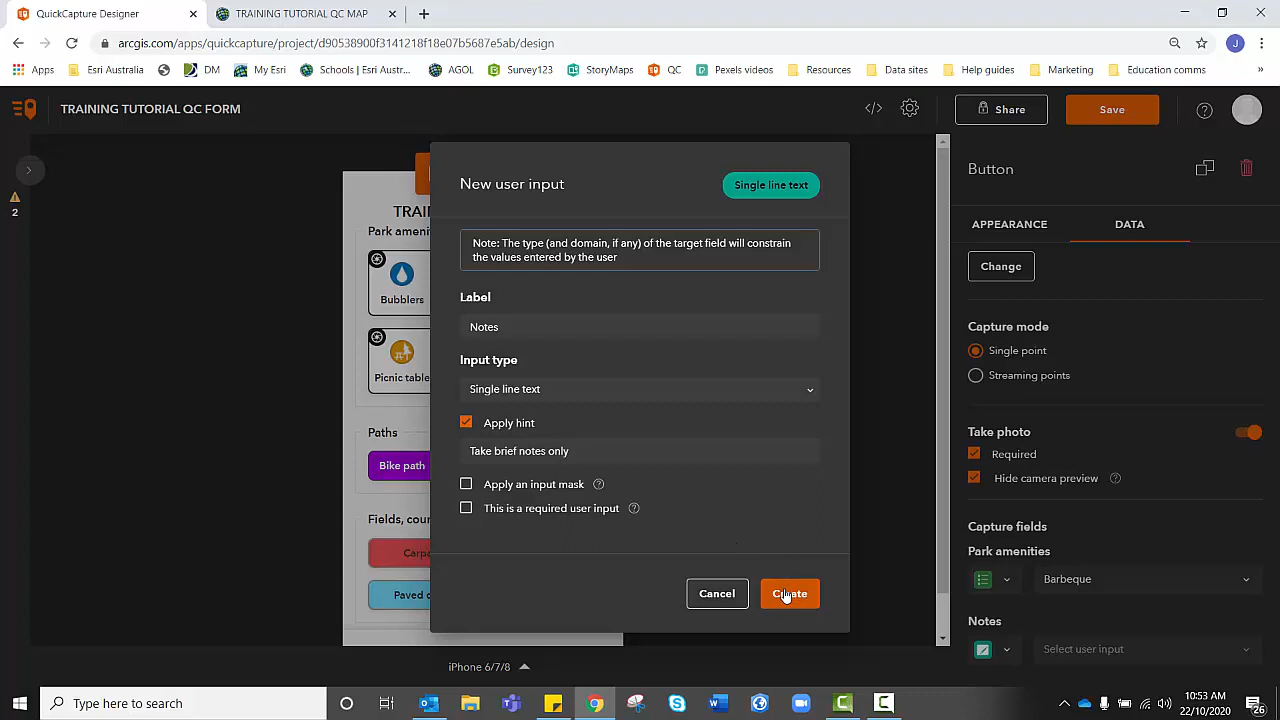 QuickCapture Designer
TRAINING TUTORIAL QC MAP
arcgis.com/apps/quickcapture/project/d90538900f3141218f18e07b5687e5ab/design
Apps
Esri Australia
DM
My Esri
Schools | Esri Austr...
AGOL
Survey123
StoryMaps
QC
Pexels videos
Resources
Data sites
Help guides
Marketing
Education comms
TRAINING TUTORIAL QC FORM
Share
Save
J
2
TRAI
Park amenit
Bubblers
Picnic table
Paths
Bike path
Fields, cour
Carpa
Paved c
New user input
Single line text
Note: The type (and domain, if any) of the target field will constrain
the values entered by the user
Label
Notes
Input type
Single line text
Apply hint
Take brief notes only
Apply an input mask
This is a required user input
Cancel
Create
Button
APPEARANCE
DATA
Change
Capture mode
Single point
Streaming points
Take photo
Required
Hide camera preview
Capture fields
Park amenities
Barbeque
Notes
Select user input
iPhone 6/7/8
Type here to search
10:53 AM
22/10/2020
26